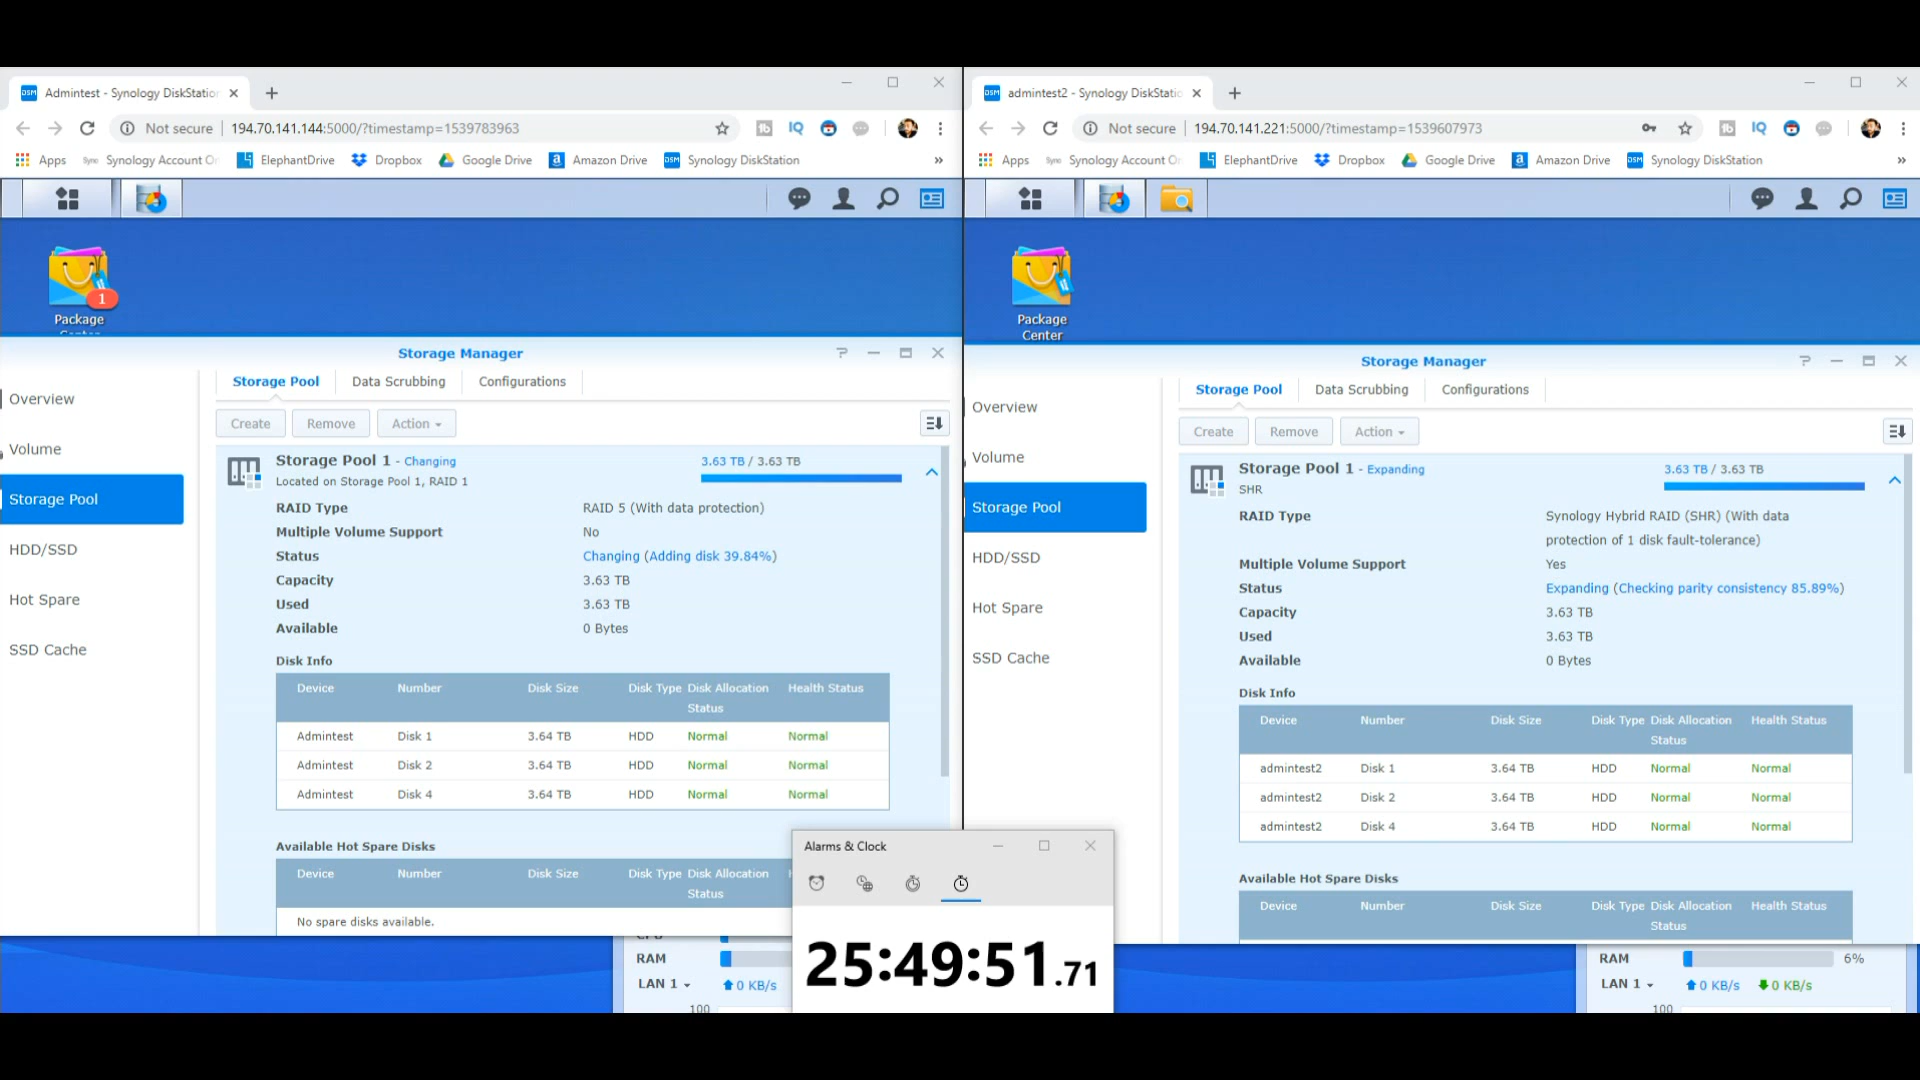 Admintest - Synology DiskStation
Not secure
194.70.141.144:5000/?timestamp=1539783963
IQ
Apps
Synology Account On
ElephantDrive
Dropbox
Google Drive
Amazon Drive
DSM
Synology DiskStation
»
1
Package
Center
Storage Manager
Overview
Volume
Storage Pool
HDD/SSD
Hot Spare
SSD Cache
Storage Pool
Data Scrubbing
Configurations
Create
Remove
Action
Storage Pool 1 - Changing
3.63 TB / 3.63 TB
Located on Storage Pool 1, RAID 1
RAID Type
RAID 5 (With data protection)
Multiple Volume Support
No
Status
Changing (Adding disk 39.84%)
Capacity
3.63 TB
Used
3.63 TB
Available
0 Bytes
Disk Info
Device Number Disk Size Disk Type Disk Allocation Health Status
Status
Admintest Disk 1 3.64 TB HDD Normal Normal
Admintest Disk 2 3.64 TB HDD Normal Normal
Admintest Disk 4 3.64 TB HDD Normal Normal
Available Hot Spare Disks
Device Number Disk Size Disk Type Disk Allocation
Status
No spare disks available.
CPU
RAM
LAN 1
0 KB/s
100
Alarms & Clock
25:49:51.71
admintest2 - Synology DiskStatio
Not secure
194.70.141.221:5000/?timestamp=1539607973
IQ
Apps
Synology Account On
ElephantDrive
Dropbox
Google Drive
Amazon Drive
DSM
Synology DiskStation
»
Package
Center
Storage Manager
Overview
Volume
Storage Pool
HDD/SSD
Hot Spare
SSD Cache
Storage Pool
Data Scrubbing
Configurations
Create
Remove
Action
Storage Pool 1 - Expanding
3.63 TB / 3.63 TB
SHR
RAID Type
Synology Hybrid RAID (SHR) (With data
protection of 1 disk fault-tolerance)
Multiple Volume Support
Yes
Status
Expanding (Checking parity consistency 85.89%)
Capacity
3.63 TB
Used
3.63 TB
Available
0 Bytes
Disk Info
Device Number Disk Size Disk Type Disk Allocation Health Status
Status
admintest2 Disk 1 3.64 TB HDD Normal Normal
admintest2 Disk 2 3.64 TB HDD Normal Normal
admintest2 Disk 4 3.64 TB HDD Normal Normal
Available Hot Spare Disks
Device Number Disk Size Disk Type Disk Allocation Health Status
Status
RAM
6%
LAN 1
0 KB/s
0 KB/s
100